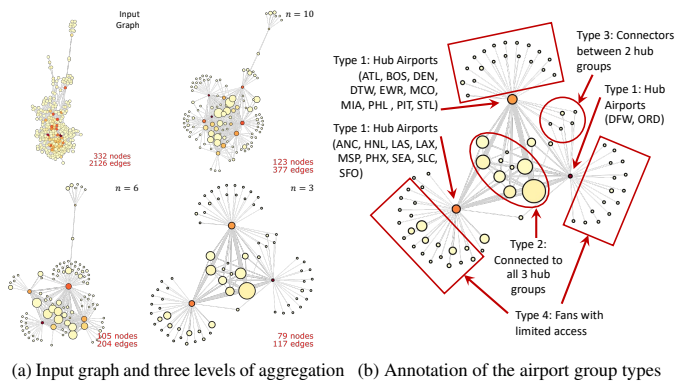 Input
Graph
n = 10
332 nodes
2126 edges
123 nodes
377 edges
n = 6
n = 3
105 nodes
204 edges
79 nodes
117 edges
(a) Input graph and three levels of aggregation
Type 3: Connectors
between 2 hub
groups
Type 1: Hub Airports
(ATL, BOS, DEN,
DTW, EWR, MCO,
MIA, PHL, PIT, STL)
Type 1: Hub
Airports
(DFW, ORD)
Type 1: Hub Airports
(ANC, HNL, LAS, LAX,
MSP, PHX, SEA, SLC,
SFO)
Type 2:
Connected to
all 3 hub
groups
Type 4: Fans with
limited access
(b) Annotation of the airport group types